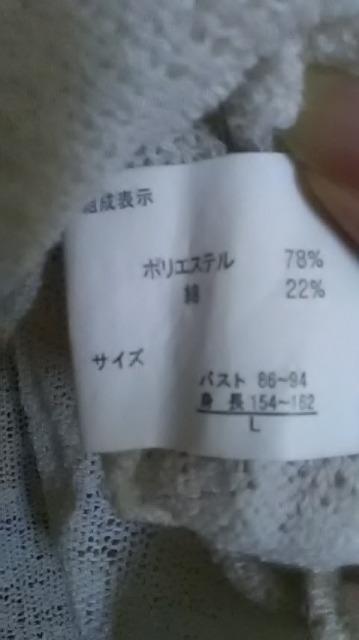 組成表示
ポリエステル 78%
綿 22%
サイズ
バスト 86~94
身長 154~162
L